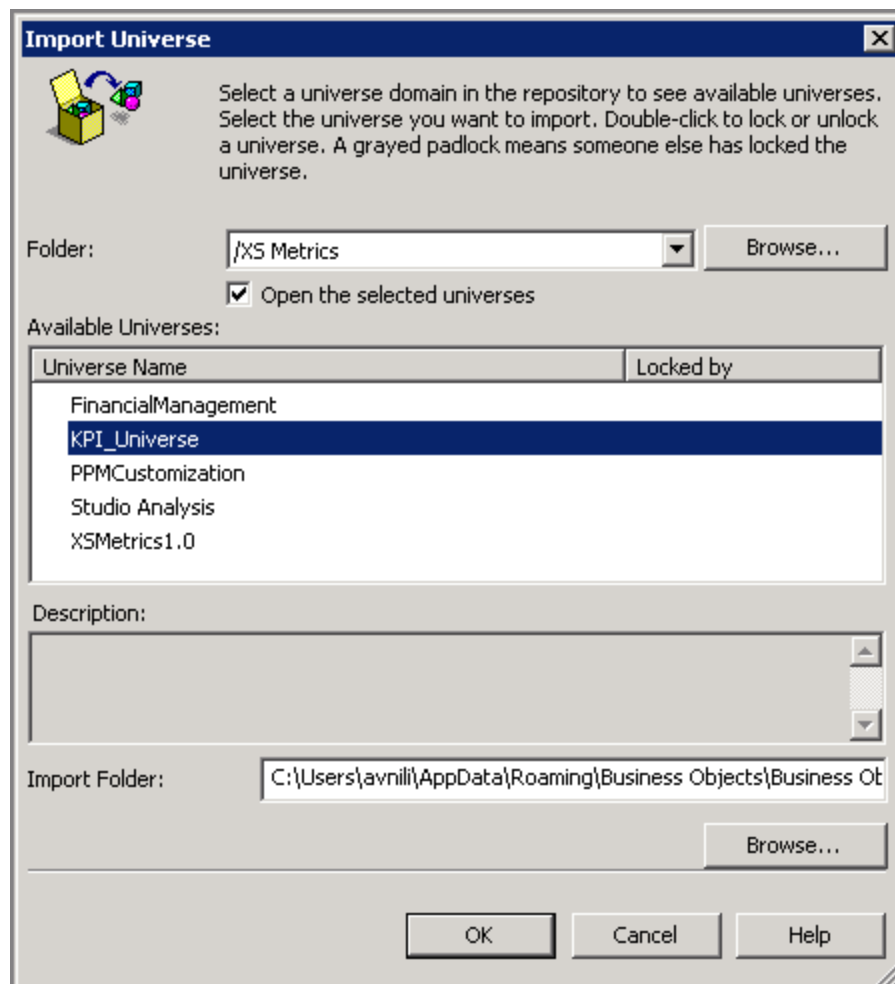 Import Universe
Select a universe domain in the repository to see available universes.
Select the universe you want to import. Double-click to lock or unlock
a universe. A grayed padlock means someone else has locked the
universe.
Folder: /XS Metrics Browse...
Open the selected universes
Available Universes:
Universe Name Locked by
FinancialManagement
KPI_Universe
PPMCustomization
Studio Analysis
XSMetrics1.0
Description:
Import Folder: C:\Users\avnili\AppData\Roaming\Business Objects\Business Ob
Browse...
OK Cancel Help